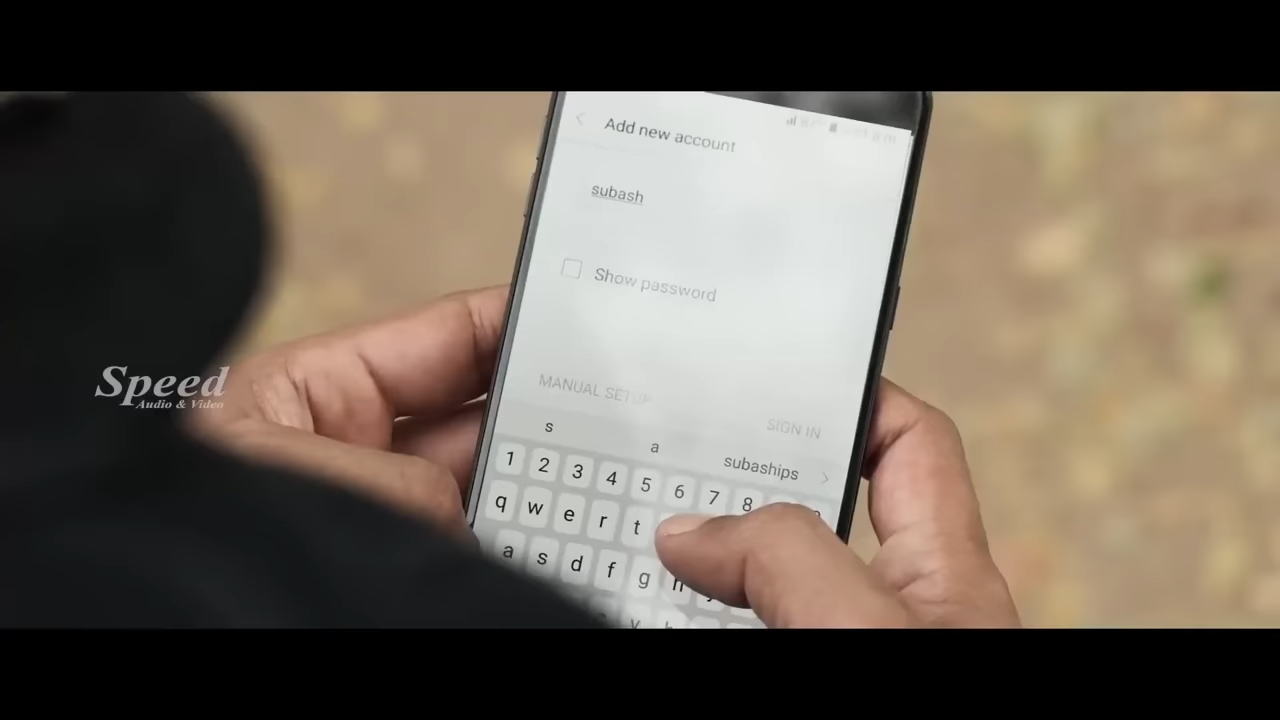 Add new account
subash
Show password
MANUAL SETUP
SIGN IN
s a subaships
1 2 3 4 5 6 7 8
q w e r t
a s d f g h
v
Speed
Audio & Video